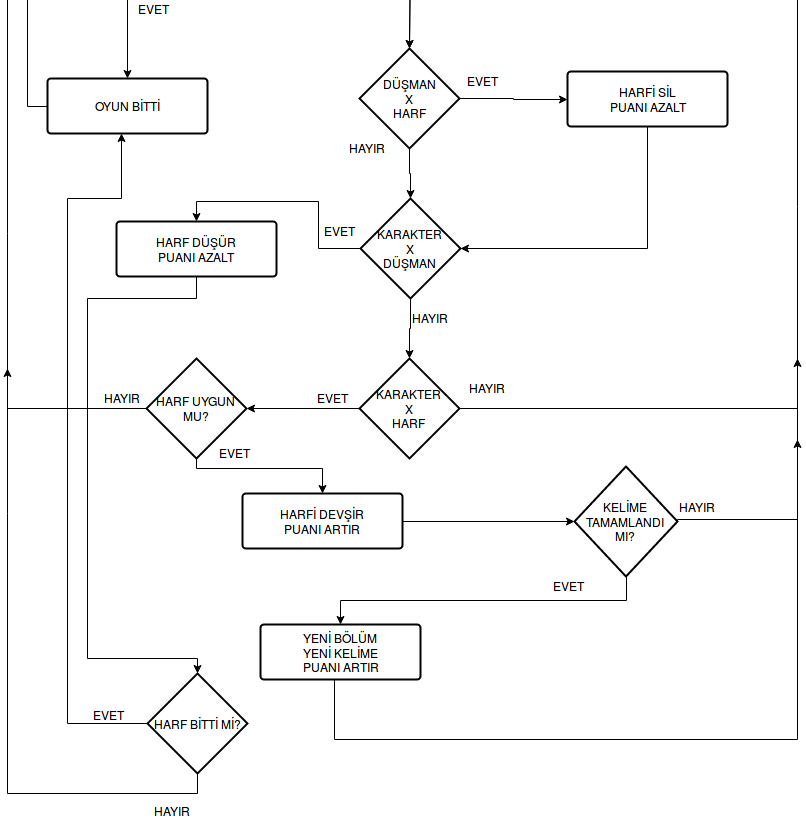 EVET
OYUN BİTTİ
DÜŞMAN
X
HARF
EVET
HARFİ SİL
PUANI AZALT
HAYIR
HARF DÜŞÜR
PUANI AZALT
EVET
KARAKTER
X
DÜŞMAN
HAYIR
HARF UYGUN
MU?
HAYIR
EVET
KARAKTER
X
HARF
HAYIR
EVET
HARFİ DEVŞİR
PUANI ARTIR
KELİME
TAMAMLANDI
MI?
HAYIR
EVET
YENİ BÖLÜM
YENİ KELİME
PUANI ARTIR
EVET
HARF BİTTİ Mİ?
HAYIR